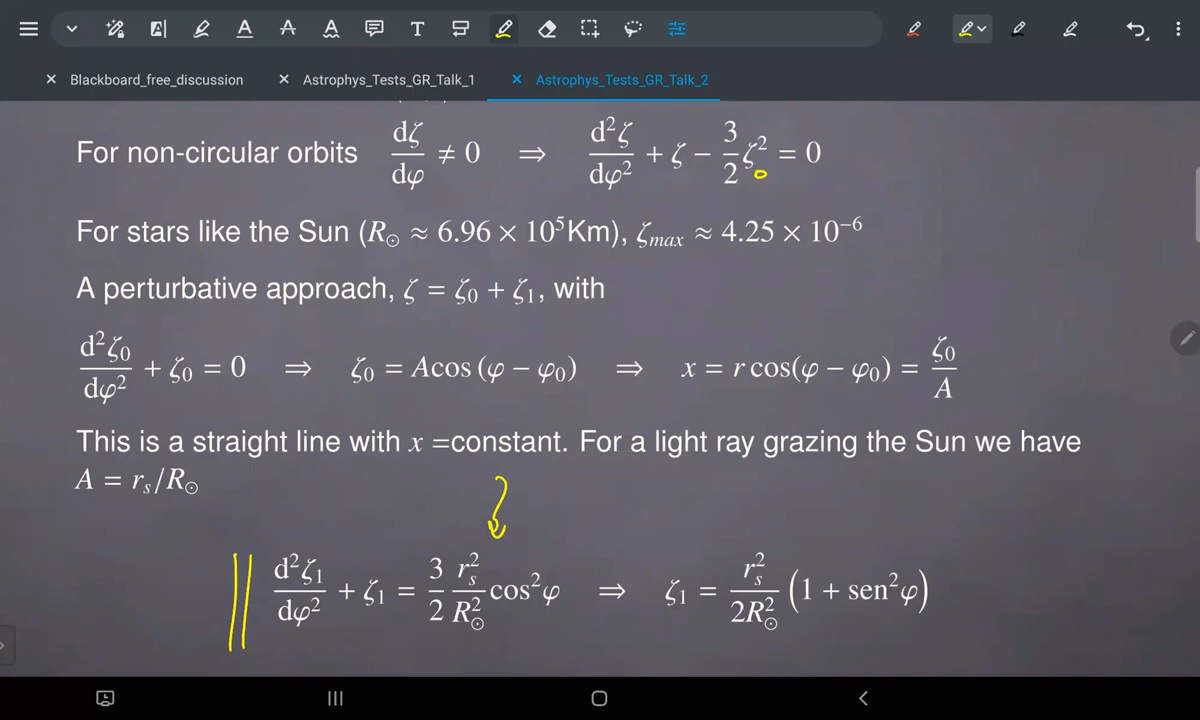 Blackboard_free_discussion Astrophys_Tests_GR_Talk_1 Astrophys_Tests_GR_Talk_2
For non-circular orbits dζ/dφ ≠ 0 ⇒ d²ζ/dφ² + ζ − 3/2 ζ² = 0
For stars like the Sun (R☉ ≈ 6.96 × 10⁵Km), ζmax ≈ 4.25 × 10⁻⁶
A perturbative approach, ζ = ζ₀ + ζ₁, with
d²ζ₀/dφ² + ζ₀ = 0 ⇒ ζ₀ = Acos (φ − φ₀) ⇒ x = r cos(φ − φ₀) = ζ₀/A
This is a straight line with x =constant. For a light ray grazing the Sun we have
A = rₛ/R☉
d²ζ₁/dφ² + ζ₁ = 3/2 rₛ²/R☉² cos²φ ⇒ ζ₁ = rₛ²/2R☉² (1 + sen²φ)